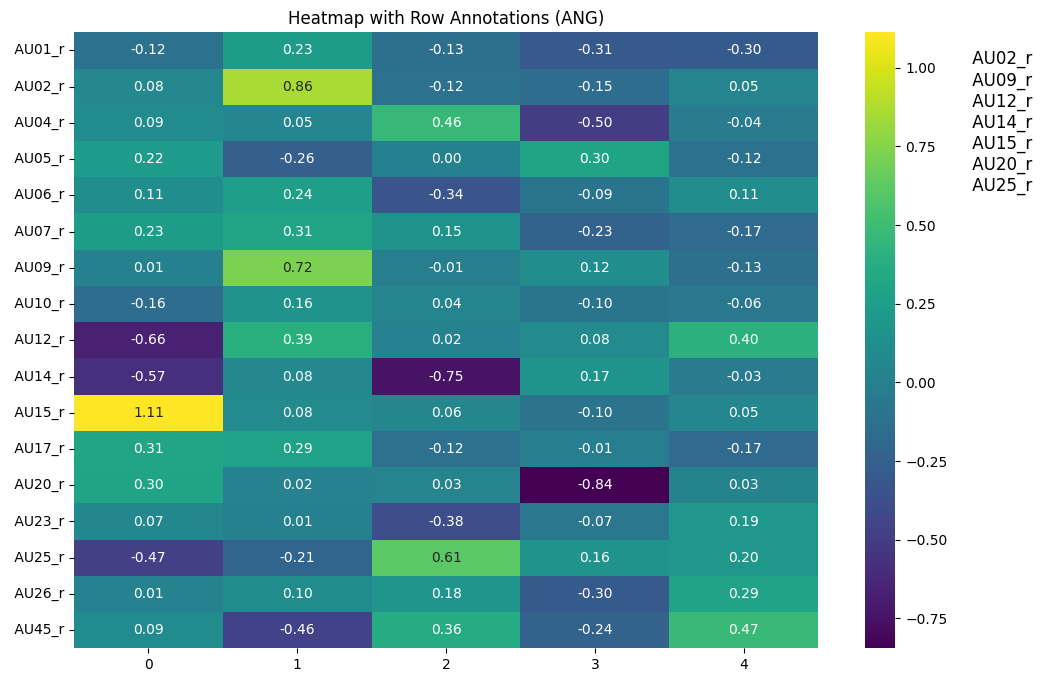 Heatmap with Row Annotations (ANG)
AU01_r -0.12 0.23 -0.13 -0.31 -0.30
AU02_r 0.08 0.86 -0.12 -0.15 0.05
AU04_r 0.09 0.05 0.46 -0.50 -0.04
AU05_r 0.22 -0.26 0.00 0.30 -0.12
AU06_r 0.11 0.24 -0.34 -0.09 0.11
AU07_r 0.23 0.31 0.15 -0.23 -0.17
AU09_r 0.01 0.72 -0.01 0.12 -0.13
AU10_r -0.16 0.16 0.04 -0.10 -0.06
AU12_r -0.66 0.39 0.02 0.08 0.40
AU14_r -0.57 0.08 -0.75 0.17 -0.03
AU15_r 1.11 0.08 0.06 -0.10 0.05
AU17_r 0.31 0.29 -0.12 -0.01 -0.17
AU20_r 0.30 0.02 0.03 -0.84 0.03
AU23_r 0.07 0.01 -0.38 -0.07 0.19
AU25_r -0.47 -0.21 0.61 0.16 0.20
AU26_r 0.01 0.10 0.18 -0.30 0.29
AU45_r 0.09 -0.46 0.36 -0.24 0.47
0 1 2 3 4
1.00
0.75
0.50
0.25
0.00
−0.25
−0.50
−0.75
AU02_r
AU09_r
AU12_r
AU14_r
AU15_r
AU20_r
AU25_r